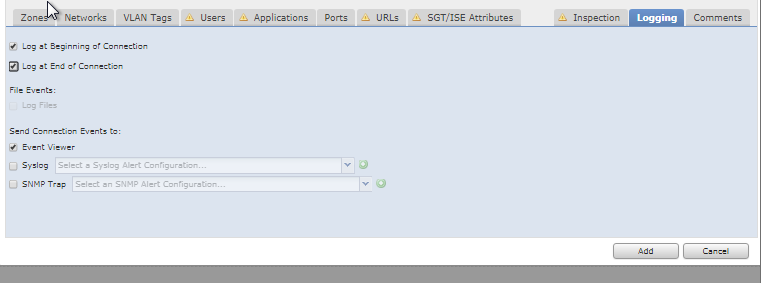 Zones Networks VLAN Tags Users Applications Ports URLs SGT/ISE Attributes Inspection Logging Comments
Log at Beginning of Connection
Log at End of Connection
File Events:
Log Files
Send Connection Events to:
Event Viewer
Syslog Select a Syslog Alert Configuration...
SNMP Trap Select an SNMP Alert Configuration...
Add Cancel